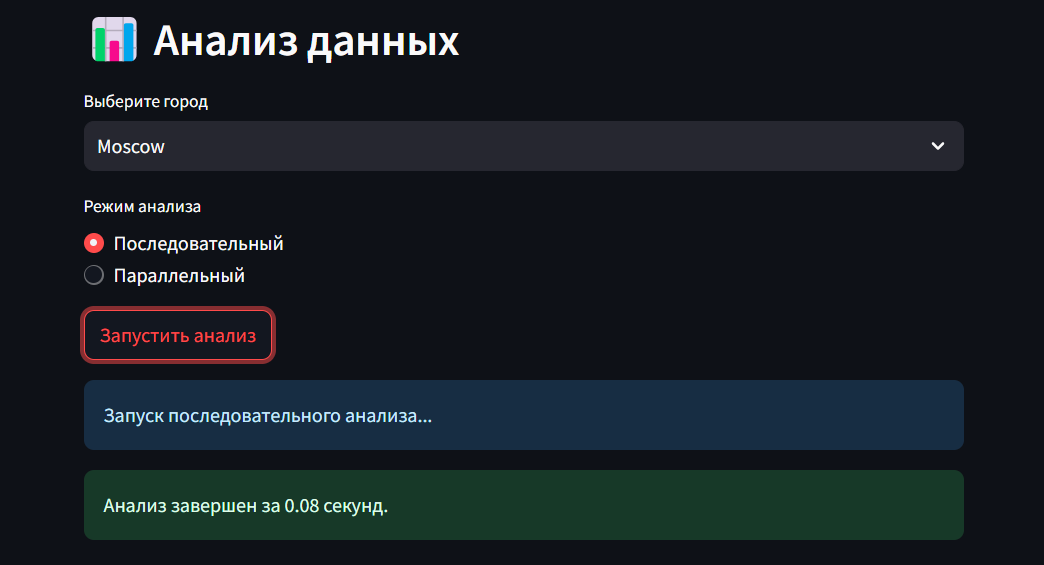 Анализ данных
Выберите город
Moscow
Режим анализа
Последовательный
Параллельный
Запустить анализ
Запуск последовательного анализа...
Анализ завершен за 0.08 секунд.